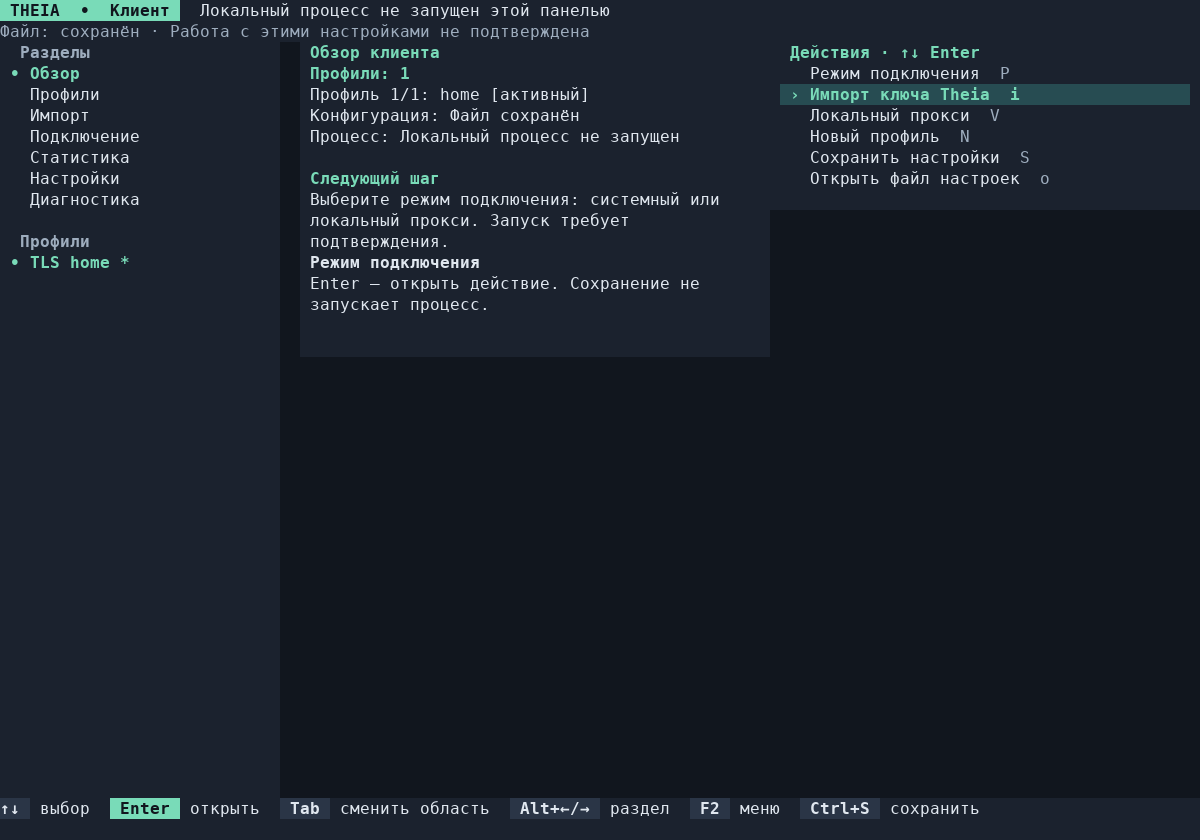 THEIA • Клиент Локальный процесс не запущен этой панелью
Файл: сохранён · Работа с этими настройками не подтверждена
Разделы
• Обзор
Профили
Импорт
Подключение
Статистика
Настройки
Диагностика
Профили
• TLS home *
Обзор клиента
Профили: 1
Профиль 1/1: home [активный]
Конфигурация: Файл сохранён
Процесс: Локальный процесс не запущен
Следующий шаг
Выберите режим подключения: системный или
локальный прокси. Запуск требует
подтверждения.
Режим подключения
Enter — открыть действие. Сохранение не
запускает процесс.
Действия · ↑↓ Enter
Режим подключения P
› Импорт ключа Theia i
Локальный прокси V
Новый профиль N
Сохранить настройки S
Открыть файл настроек o
↑↓ выбор Enter открыть Tab сменить область Alt+←/→ раздел F2 меню Ctrl+S сохранить